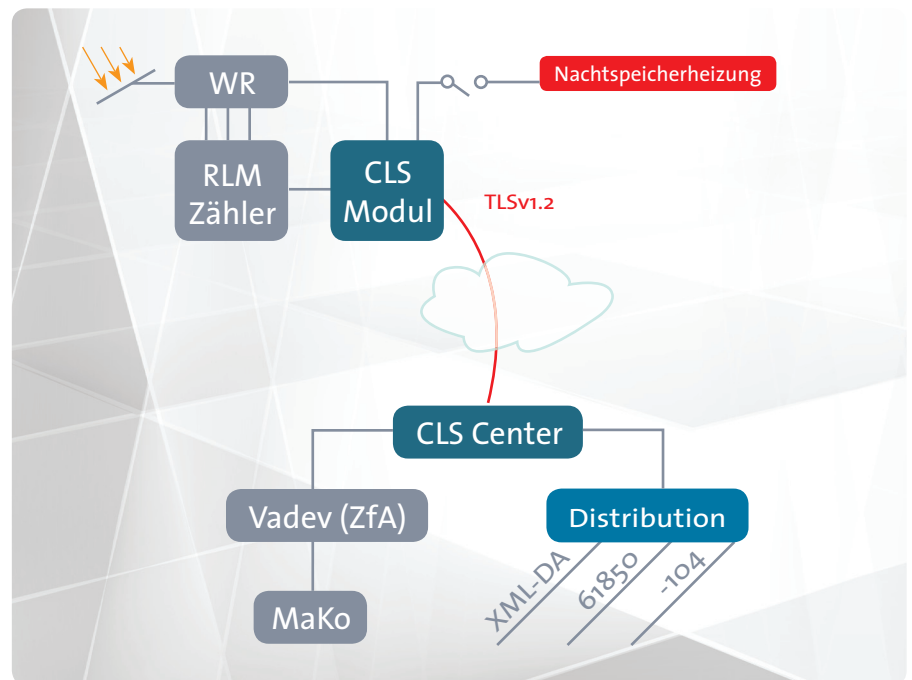 WR
Nachtspeicherheizung
RLM
Zähler
CLS
Modul
TLSv1.2
CLS Center
Vadev (ZfA)
Distribution
XML-DA
61850
-104
MaKo